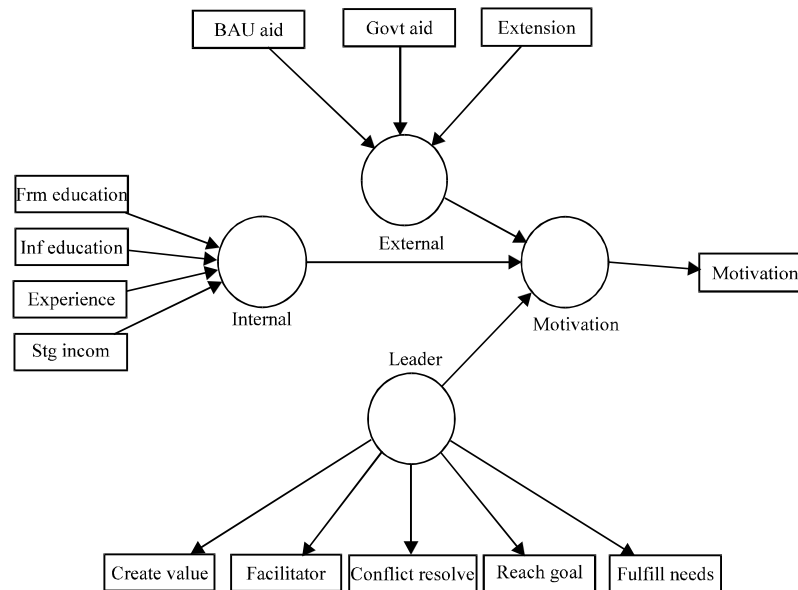 BAU aid
Govt aid
Extension
Frm education
Inf education
Experience
Stg incom
Internal
External
Motivation
Motivation
Leader
Create value
Facilitator
Conflict resolve
Reach goal
Fulfill needs